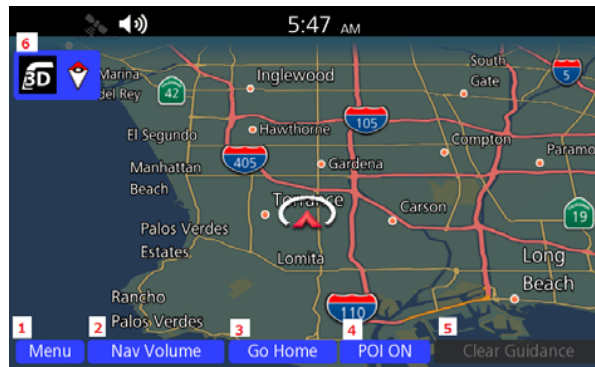 5:47 AM
6
3D
Marina
del Rey
42
Inglewood
South
Gate
5
El Segundo
Hawthorne
105
Compton
Paramo
Manhattan
Beach
405
Gardena
Torrance
Carson
19
Palos Verdes
Estates
Lomita
Long
Beach
Rancho
Palos Verdes
110
1
2
3
4
5
Menu
Nav Volume
Go Home
POI ON
Clear Guidance